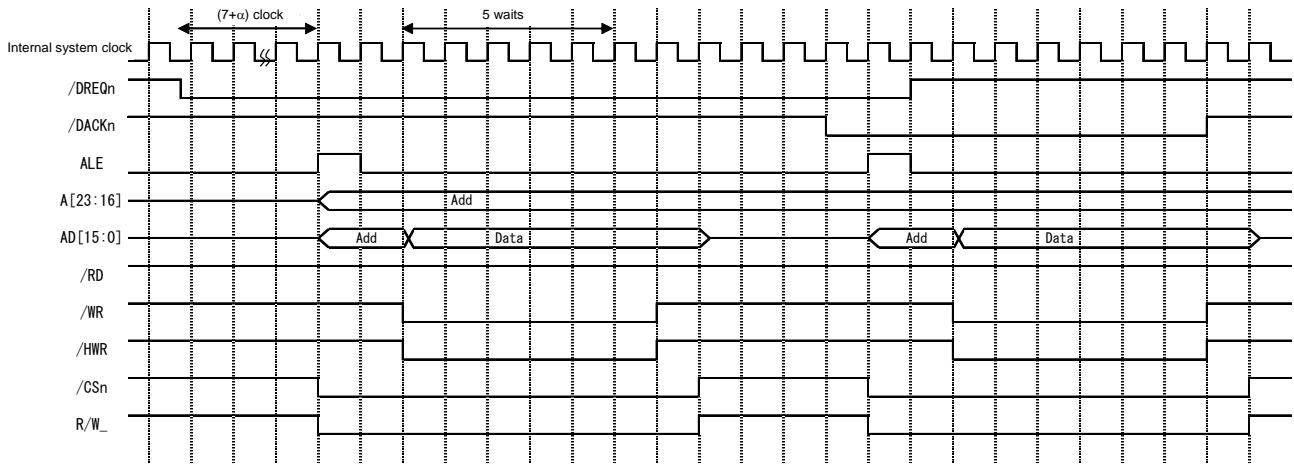 (7+α) clock
5 waits
Internal system clock
/DREQn
/DACKn
ALE
A[23:16]
Add
AD[15:0]
Add
Data
Add
Data
/RD
/WR
/HWR
/CSn
R/W_